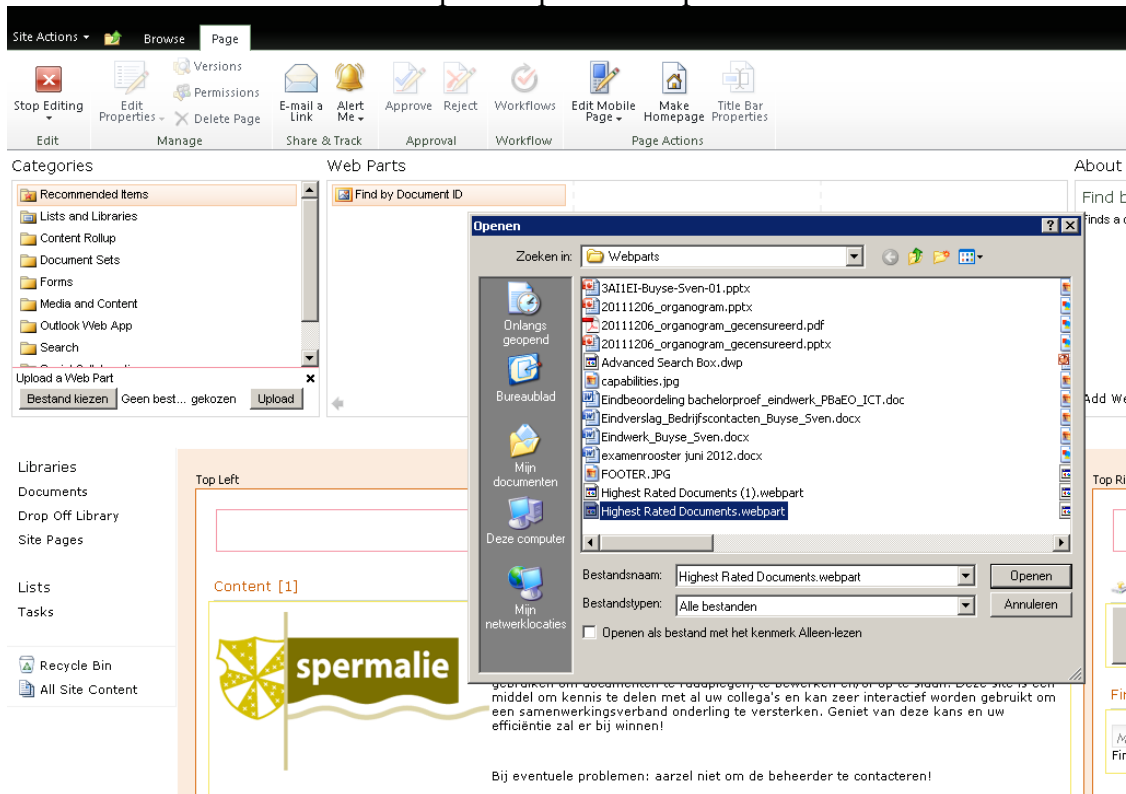 Site Actions Browse Page
Stop Editing
Edit Properties
Versions
Permissions
Delete Page
E-mail a Link
Alert Me
Approve
Reject
Workflows
Edit Mobile Page
Make Homepage
Title Bar Properties
Edit Manage Share & Track Approval Workflow Page Actions
Categories
Recommended Items
Lists and Libraries
Content Rollup
Document Sets
Forms
Media and Content
Outlook Web App
Search
Upload a Web Part
Bestand kiezen Geen best... gekozen Upload
Web Parts
Find by Document ID
About
Find
Finds a
Add
Openen
Zoeken in: Webparts
Onlangs geopend
Bureaublad
Mijn documenten
Deze computer
Mijn netwerklocaties
3AI1EI-Buyse-Sven-01.pptx
20111206_organogram.pptx
20111206_organogram_gecensureerd.pdf
20111206_organogram_gecensureerd.pptx
Advanced Search Box.dwp
capabilities.jpg
Eindbeoordeling bachelorproef_eindwerk_PBaEO_ICT.doc
Eindverslag_Bedrijfscontacten_Buyse_Sven.docx
Eindwerk_Buyse_Sven.docx
examenrooster juni 2012.docx
FOOTER.JPG
Highest Rated Documents (1).webpart
Highest Rated Documents.webpart
Bestandsnaam: Highest Rated Documents.webpart Openen
Bestandstypen: Alle bestanden Annuleren
Openen als bestand met het kenmerk Alleen-lezen
Libraries
Documents
Drop Off Library
Site Pages
Lists
Tasks
Recycle Bin
All Site Content
Top Left
Top
Content [1]
spermalie
middel om kennis te delen met al uw collega's en kan zeer interactief worden gebruikt om
een samenwerkingsverband onderling te versterken. Geniet van deze kans en uw
efficiëntie zal er bij winnen!
Bij eventuele problemen: aarzel niet om de beheerder te contacteren!